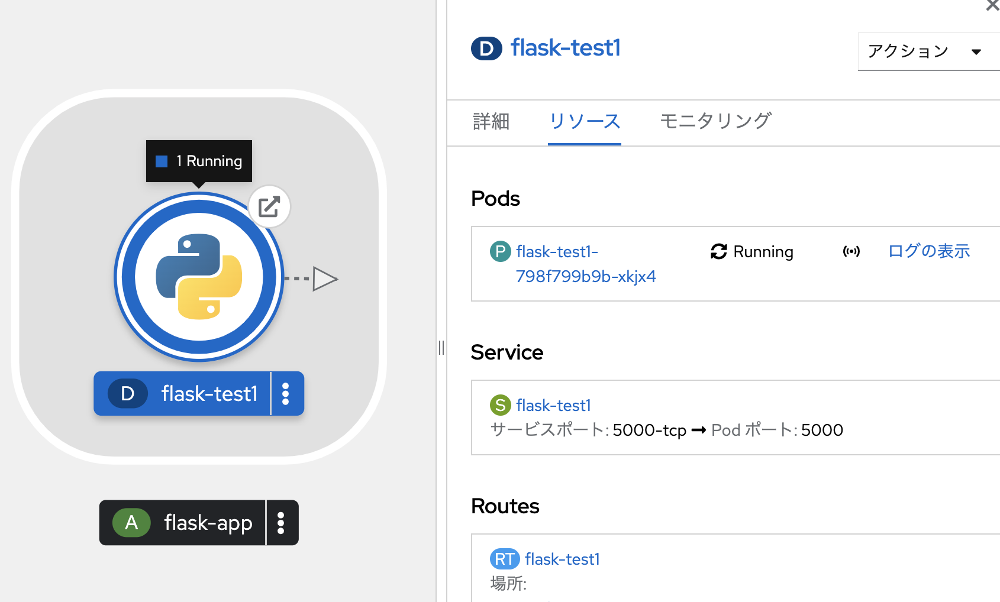 1 Running
D flask-test1
A flask-app
D flask-test1
アクション
詳細 リソース モニタリング
Pods
P flask-test1-
798f799b9b-xkjx4
Running
ログの表示
Service
S flask-test1
サービスポート: 5000-tcp ➞ Pod ポート: 5000
Routes
RT flask-test1
場所: